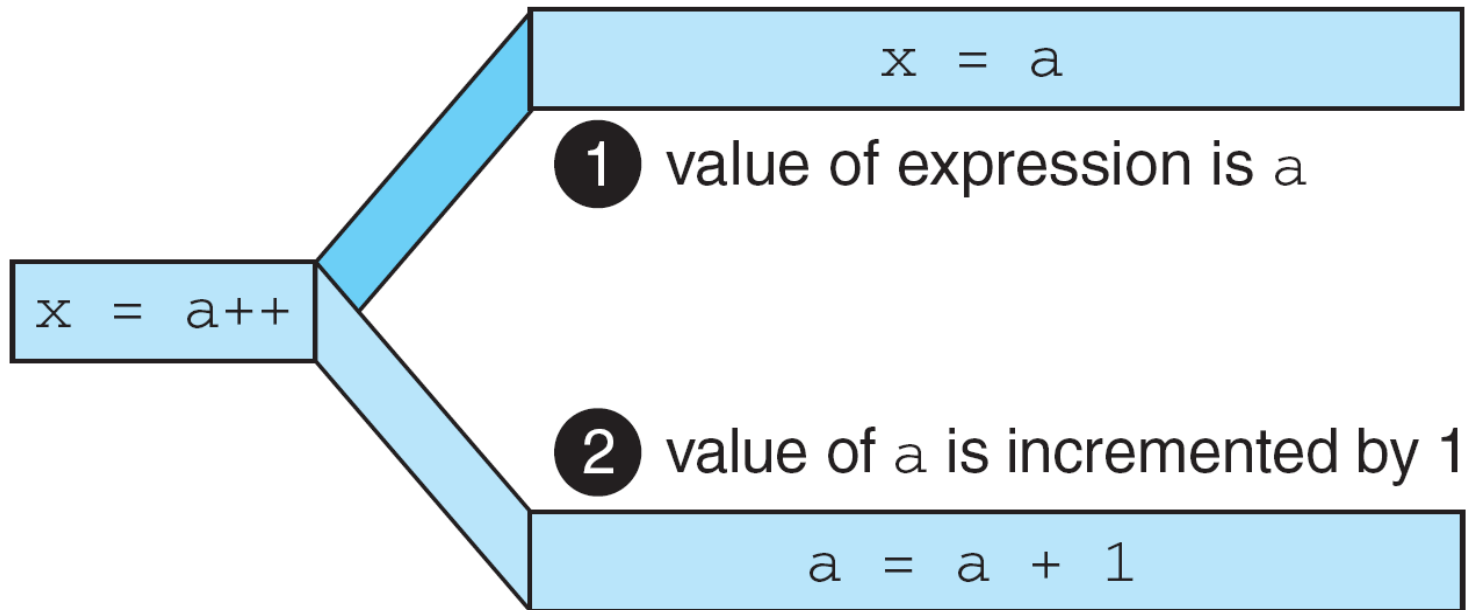 x = a
1 value of expression is a
x = a++
2 value of a is incremented by 1
a = a + 1